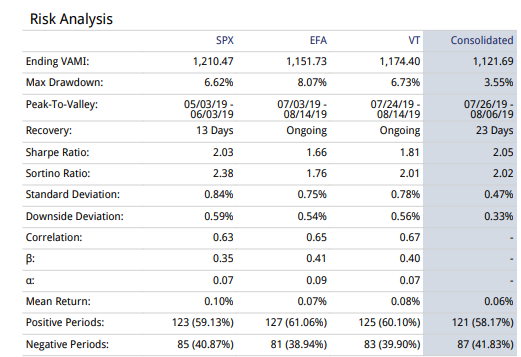 Risk Analysis
SPX EFA VT Consolidated
Ending VAMI: 1,210.47 1,151.73 1,174.40 1,121.69
Max Drawdown: 6.62% 8.07% 6.73% 3.55%
Peak-To-Valley: 05/03/19 - 07/03/19 - 07/24/19 - 07/26/19 -
06/03/19 08/14/19 08/14/19 08/06/19
Recovery: 13 Days Ongoing Ongoing 23 Days
Sharpe Ratio: 2.03 1.66 1.81 2.05
Sortino Ratio: 2.38 1.76 2.01 2.02
Standard Deviation: 0.84% 0.75% 0.78% 0.47%
Downside Deviation: 0.59% 0.54% 0.56% 0.33%
Correlation: 0.63 0.65 0.67 -
β: 0.35 0.41 0.40 -
α: 0.07 0.09 0.07 -
Mean Return: 0.10% 0.07% 0.08% 0.06%
Positive Periods: 123 (59.13%) 127 (61.06%) 125 (60.10%) 121 (58.17%)
Negative Periods: 85 (40.87%) 81 (38.94%) 83 (39.90%) 87 (41.83%)